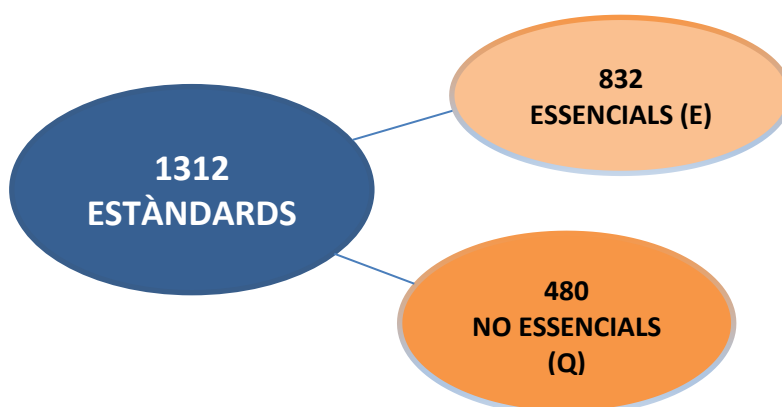 1312
ESTÀNDARDS
832
ESSENCIALS (E)
480
NO ESSENCIALS
(Q)